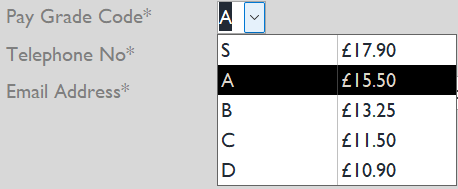 Pay Grade Code* A
S £17.90
Telephone No*
A £15.50
Email Address*
B £13.25
C £11.50
D £10.90